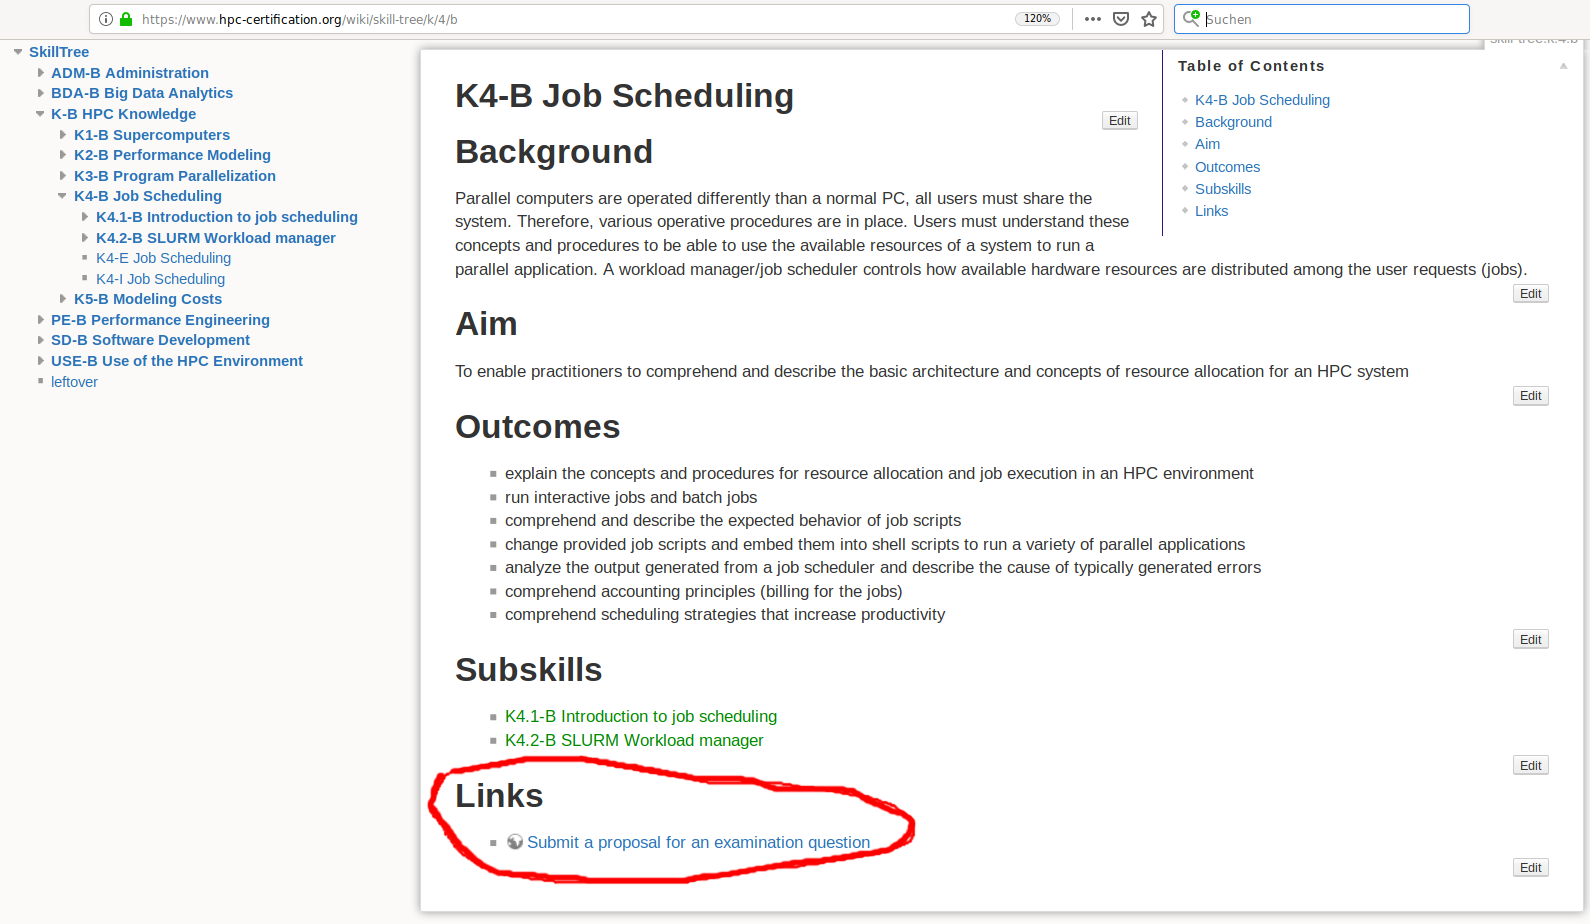 https://www.hpc-certification.org/wiki/skill-tree/k/4/b
120%
Suchen
SkillTree
ADM-B Administration
BDA-B Big Data Analytics
K-B HPC Knowledge
K1-B Supercomputers
K2-B Performance Modeling
K3-B Program Parallelization
K4-B Job Scheduling
K4.1-B Introduction to job scheduling
K4.2-B SLURM Workload manager
K4-E Job Scheduling
K4-I Job Scheduling
K5-B Modeling Costs
PE-B Performance Engineering
SD-B Software Development
USE-B Use of the HPC Environment
leftover
skill-tree:k:4:b
Table of Contents
K4-B Job Scheduling
Background
Aim
Outcomes
Subskills
Links
K4-B Job Scheduling
Edit
Background
Parallel computers are operated differently than a normal PC, all users must share the
system. Therefore, various operative procedures are in place. Users must understand these
concepts and procedures to be able to use the available resources of a system to run a
parallel application. A workload manager/job scheduler controls how available hardware resources are distributed among the user requests (jobs).
Edit
Aim
To enable practitioners to comprehend and describe the basic architecture and concepts of resource allocation for an HPC system
Edit
Outcomes
explain the concepts and procedures for resource allocation and job execution in an HPC environment
run interactive jobs and batch jobs
comprehend and describe the expected behavior of job scripts
change provided job scripts and embed them into shell scripts to run a variety of parallel applications
analyze the output generated from a job scheduler and describe the cause of typically generated errors
comprehend accounting principles (billing for the jobs)
comprehend scheduling strategies that increase productivity
Edit
Subskills
K4.1-B Introduction to job scheduling
K4.2-B SLURM Workload manager
Edit
Links
Submit a proposal for an examination question
Edit